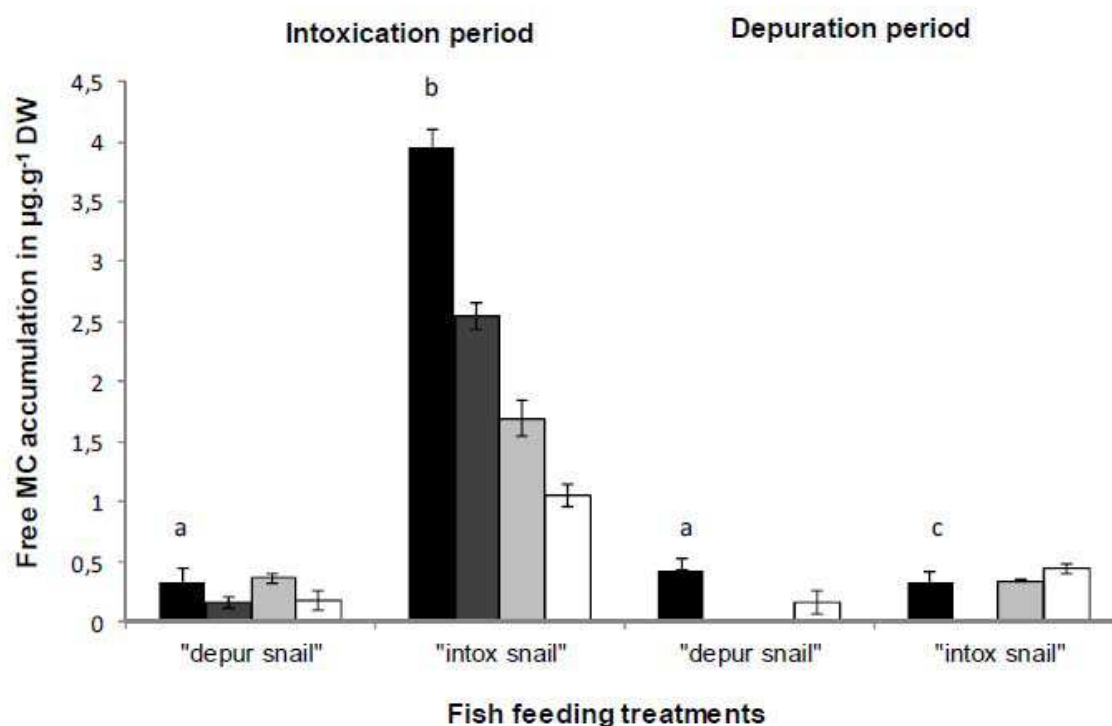 Intoxication period
Depuration period
Free MC accumulation in µg.g⁻¹ DW
4,5
4
3,5
3
2,5
2
1,5
1
0,5
0
a
b
a
c
"depur snail"
"intox snail"
"depur snail"
"intox snail"
Fish feeding treatments